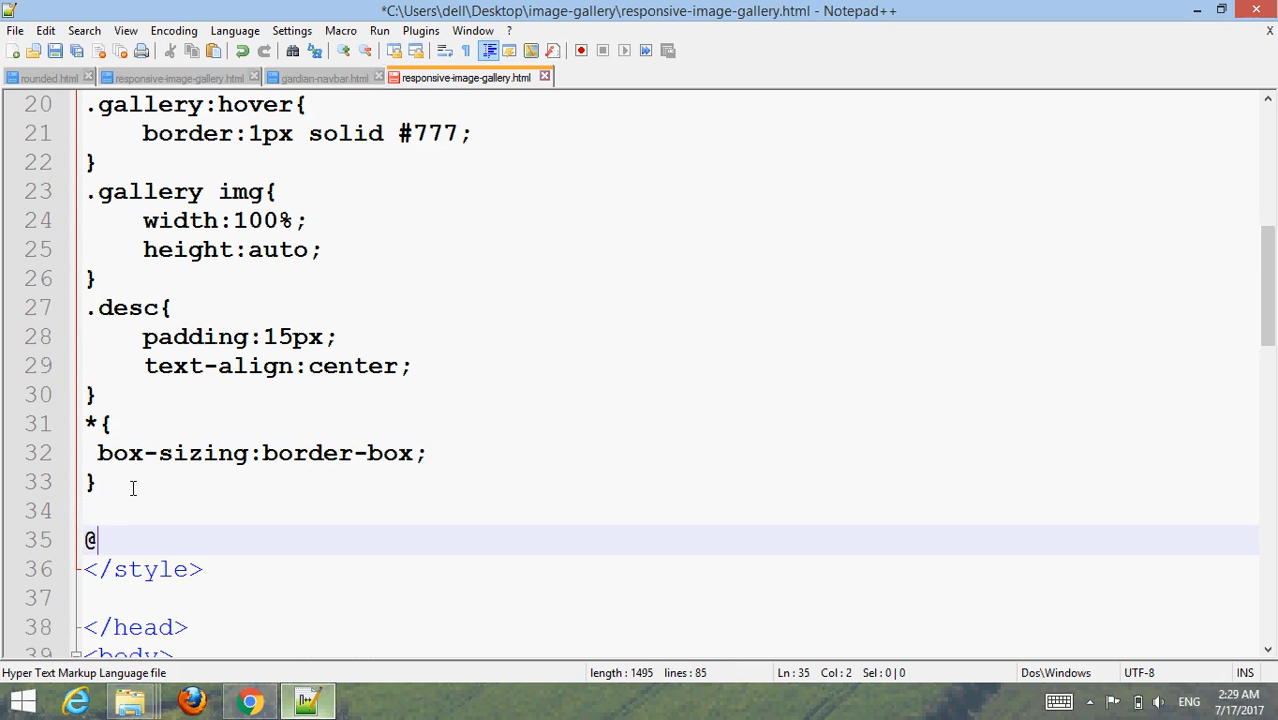 *C:\Users\dell\Desktop\image-gallery\responsive-image-gallery.html - Notepad++
File Edit Search View Encoding Language Settings Macro Run Plugins Window ? X
rounded.html responsive-image-gallery.html gardian-navbar.html responsive-image-gallery.html
20 .gallery:hover{
21 border:1px solid #777;
22 }
23 .gallery img{
24 width:100%;
25 height:auto;
26 }
27 .desc{
28 padding:15px;
29 text-align:center;
30 }
31 *{
32 box-sizing:border-box;
33 }
34
35 @
36 </style>
37
38 </head>
39 <body>
Hyper Text Markup Language file length : 1495 lines : 85 Ln : 35 Col : 2 Sel : 0 | 0 Dos\Windows UTF-8 INS
ENG 2:29 AM
7/17/2017